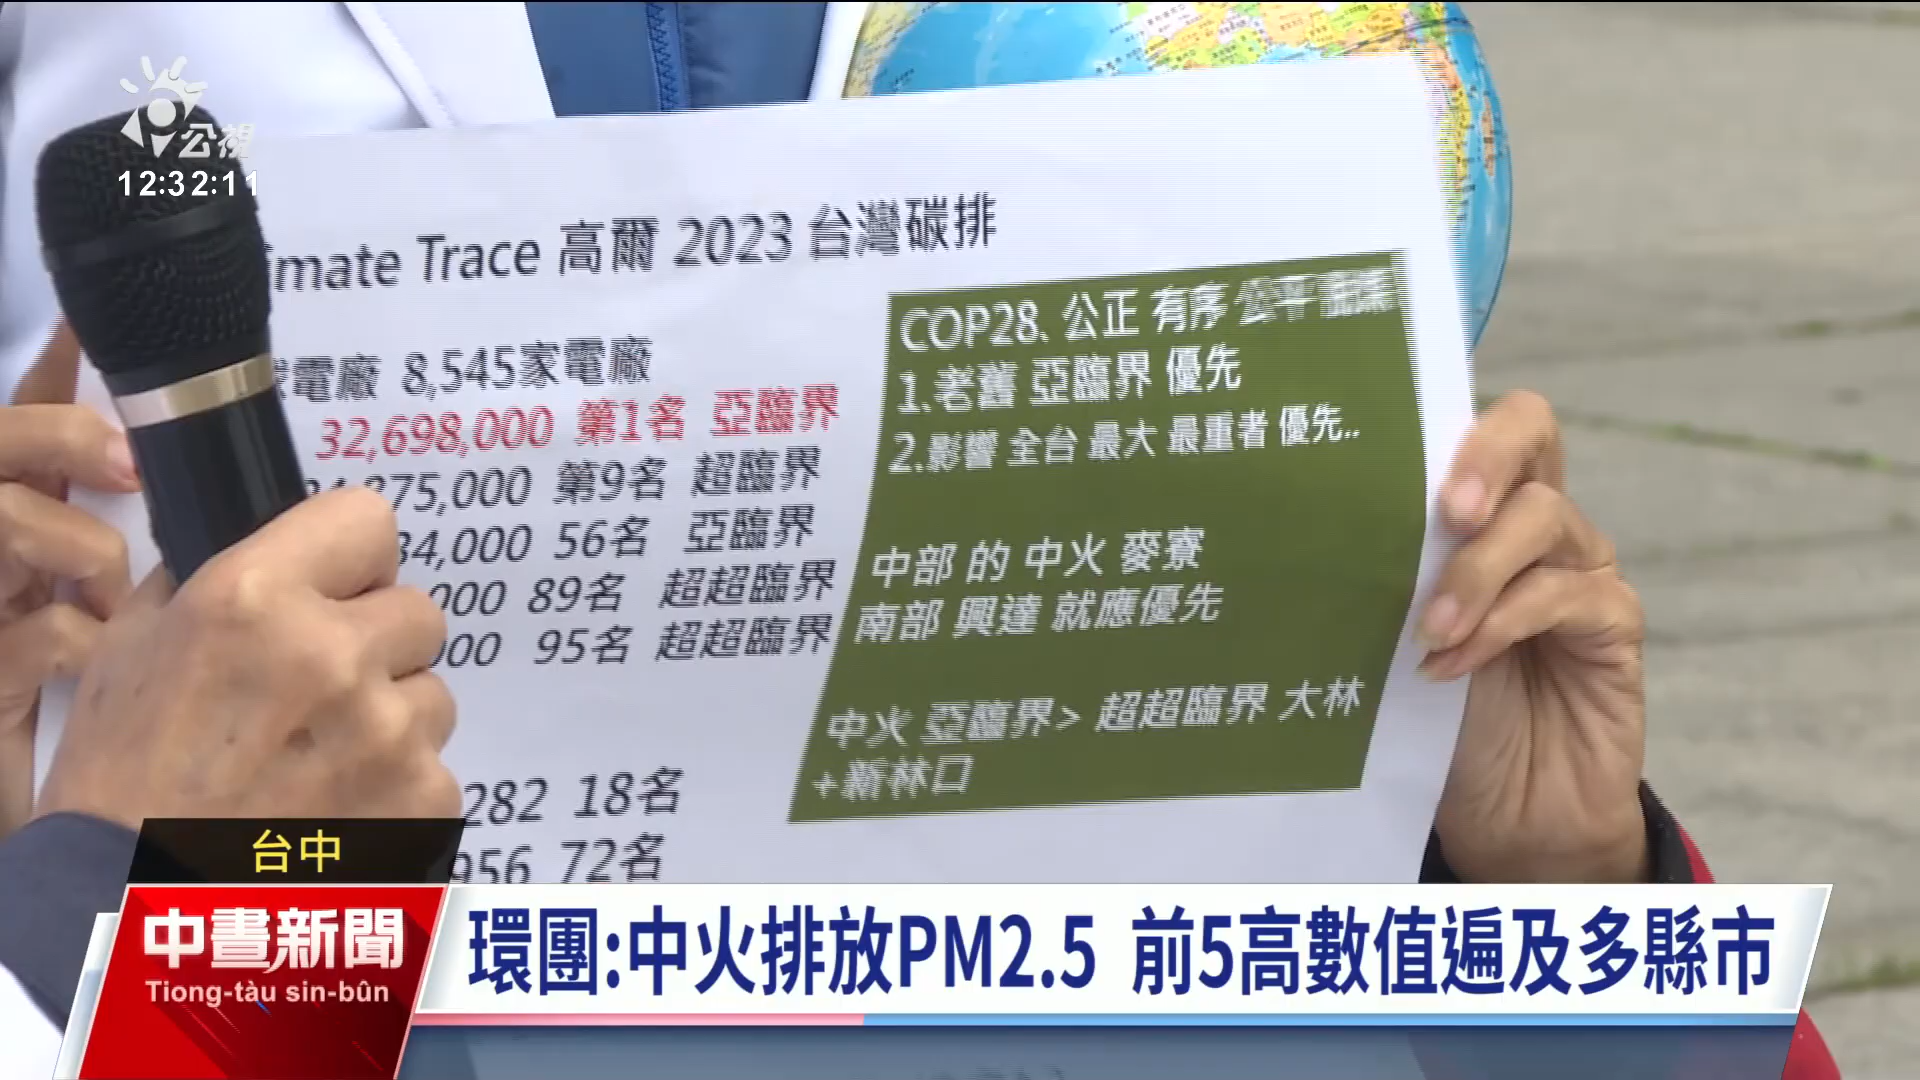 公視
12:32:11
imate Trace 高爾 2023 台灣碳排
電廠 8,545家電廠
32,698,000 第1名 亞臨界
75,000 第9名 超臨界
34,000 56名 亞臨界
000 89名 超超臨界
000 95名 超超臨界
282 18名
956 72名
COP28. 公正 有序 公平
1.老舊 亞臨界 優先
2.影響 全台 最大 最重者 優先..
中部 的 中火 麥寮
南部 興達 就應優先
中火 亞臨界> 超超臨界 大林
+新林口
台中
中晝新聞
Tiong-tàu sin-bûn
環團:中火排放PM2.5 前5高數值遍及多縣市